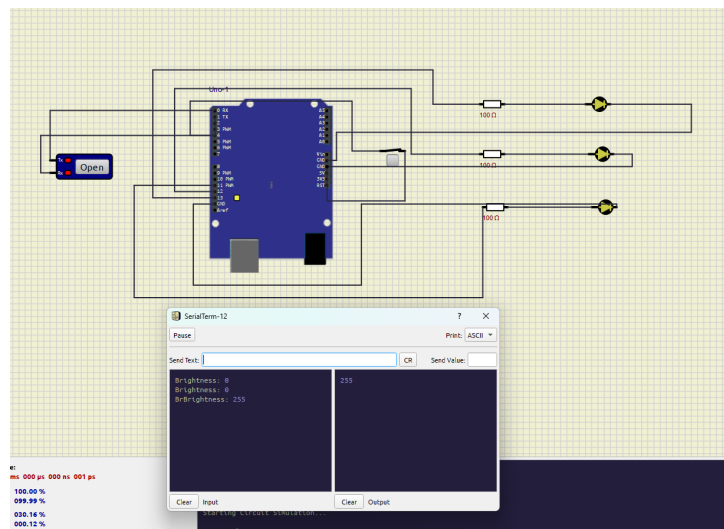 Uno-1
0 RX
1 TX
2
3 PWM
4
5 PWM
6 PWM
7
8
9 PWM
10 PWM
11 PWM
12
13
GND
Aref
A5
A4
A3
A2
A1
A0
Vin
GND
GND
5V
3V3
RST
Tx
Rx
Open
100 Ω
100 Ω
100 Ω
SerialTerm-12
?
Pause
Print: ASCII
Send Text:
CR
Send Value:
Brightness: 0
Brightness: 0
BrBrightness: 255
255
Clear Input
Clear Output
e:
ms 000 µs 000 ns 001 ps
100.00 %
099.99 %
030.16 %
000.12 %
Starting Circuit Simulation...